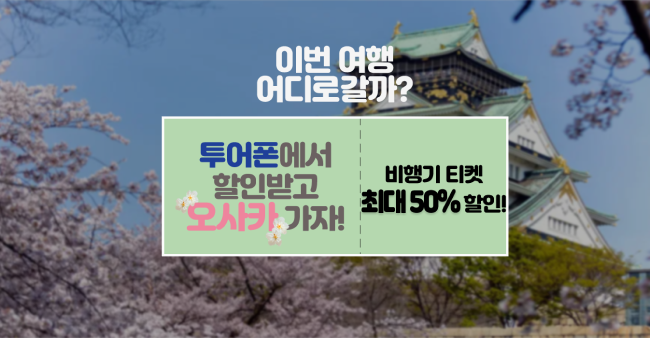 이번 여행
어디로갈까?
투어폰에서
할인받고
오사카 가자!
비행기 티켓
최대 50% 할인!